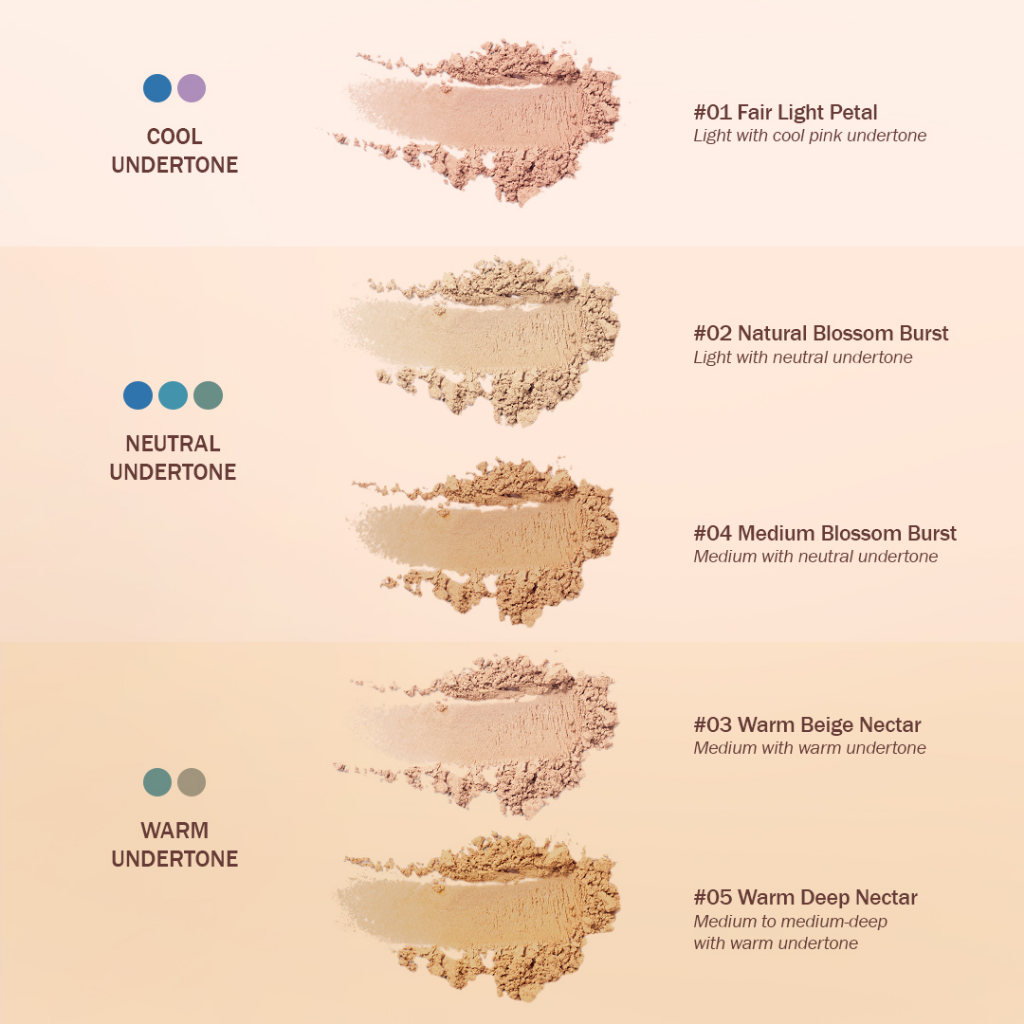 COOL
UNDERTONE
#01 Fair Light Petal
Light with cool pink undertone
NEUTRAL
UNDERTONE
#02 Natural Blossom Burst
Light with neutral undertone
#04 Medium Blossom Burst
Medium with neutral undertone
WARM
UNDERTONE
#03 Warm Beige Nectar
Medium with warm undertone
#05 Warm Deep Nectar
Medium to medium-deep
with warm undertone